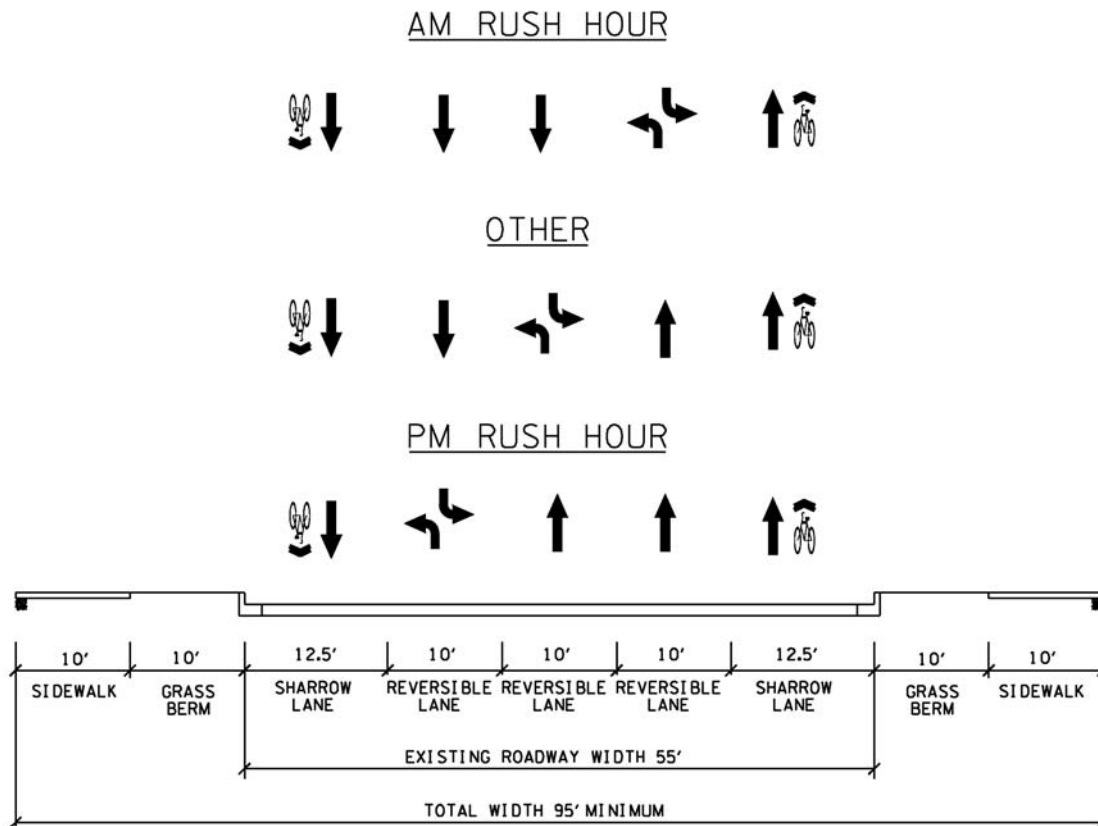 AM RUSH HOUR
OTHER
PM RUSH HOUR
10' 10' 12.5' 10' 10' 10' 12.5' 10' 10'
SIDEWALK GRASS BERM SHARROW LANE REVERSIBLE LANE REVERSIBLE LANE REVERSIBLE LANE SHARROW LANE GRASS BERM SIDEWALK
EXISTING ROADWAY WIDTH 55'
TOTAL WIDTH 95' MINIMUM